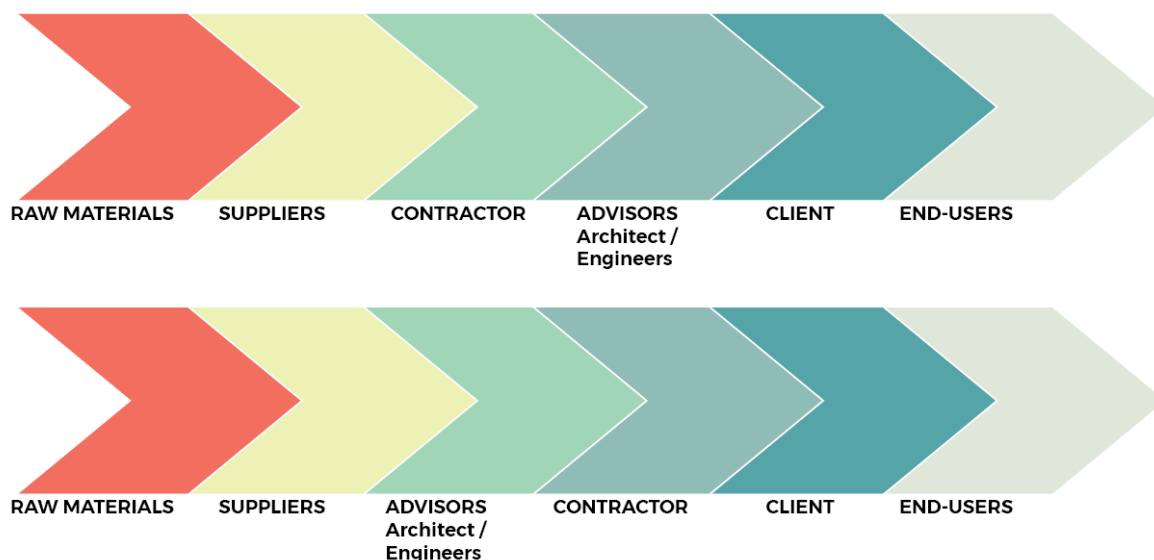 RAW MATERIALS
SUPPLIERS
CONTRACTOR
ADVISORS
Architect /
Engineers
CLIENT
END-USERS
RAW MATERIALS
SUPPLIERS
ADVISORS
Architect /
Engineers
CONTRACTOR
CLIENT
END-USERS